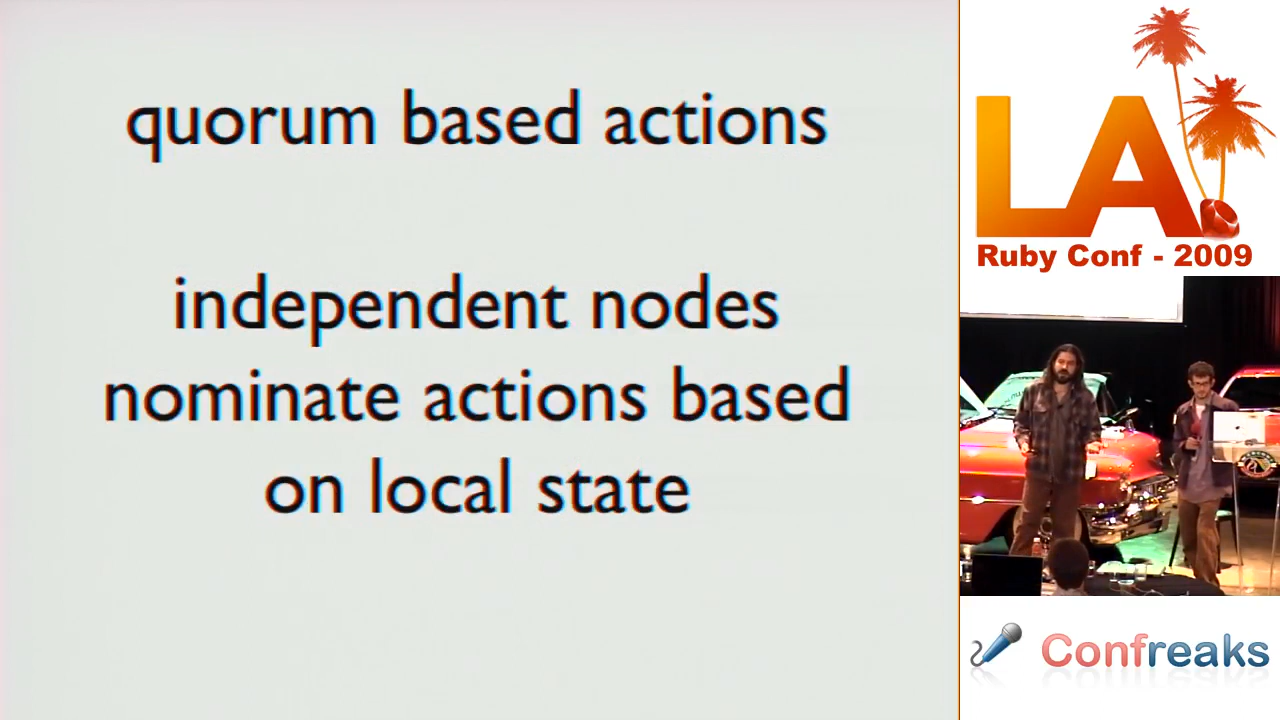 quorum based actions
independent nodes
nominate actions based
on local state
LA
Ruby Conf - 2009
Confreaks